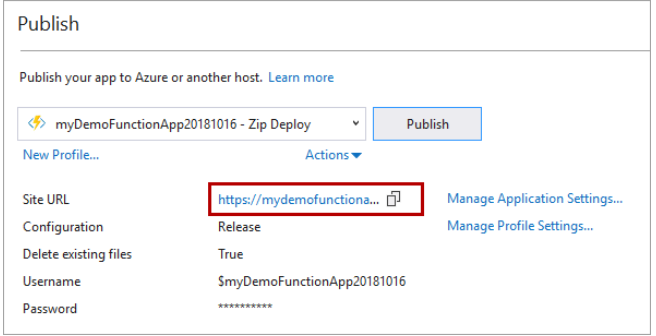 Publish
Publish your app to Azure or another host. Learn more
myDemoFunctionApp20181016 - Zip Deploy Publish
New Profile... Actions
Site URL https://mydemofunctiona... Manage Application Settings...
Configuration Release Manage Profile Settings...
Delete existing files True
Username $myDemoFunctionApp20181016
Password **********